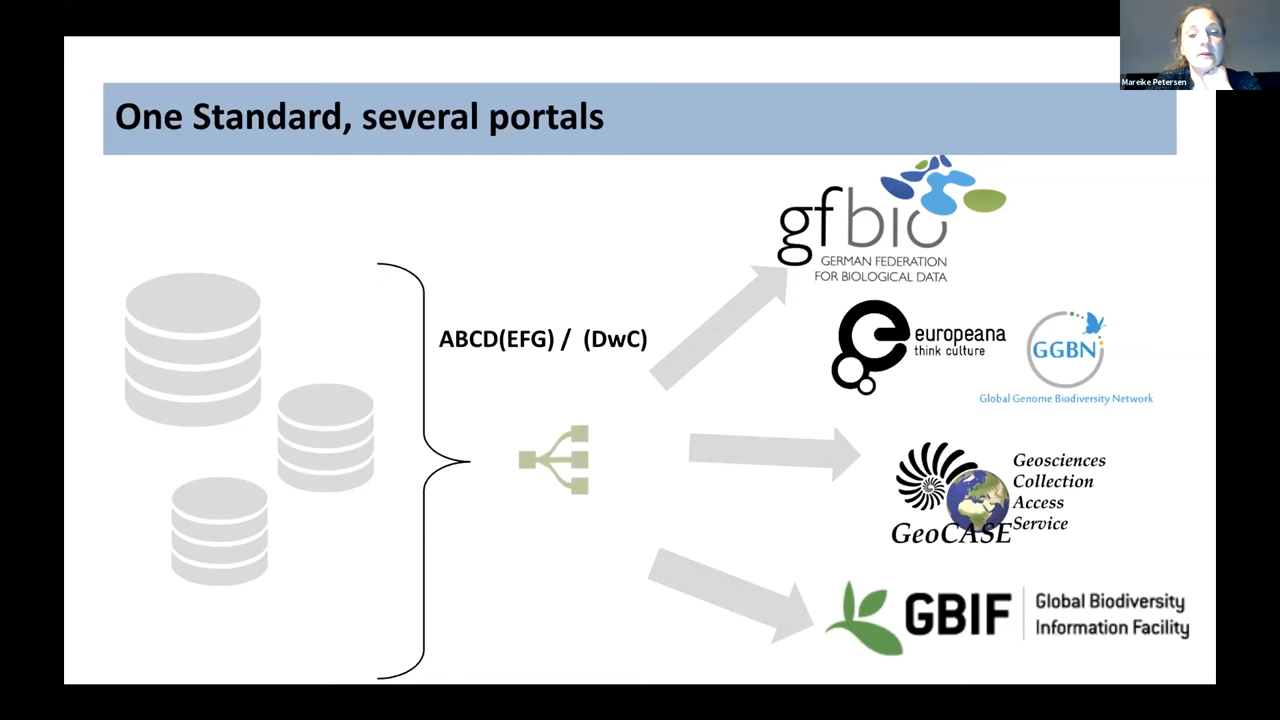 Mareike Petersen
One Standard, several portals
gfbio
GERMAN FEDERATION
FOR BIOLOGICAL DATA
ABCD(EFG) / (DwC)
europeana
think culture
GGBN
Global Genome Biodiversity Network
Geosciences
Collection
Access
Service
GeoCASE
GBIF
Global Biodiversity
Information Facility